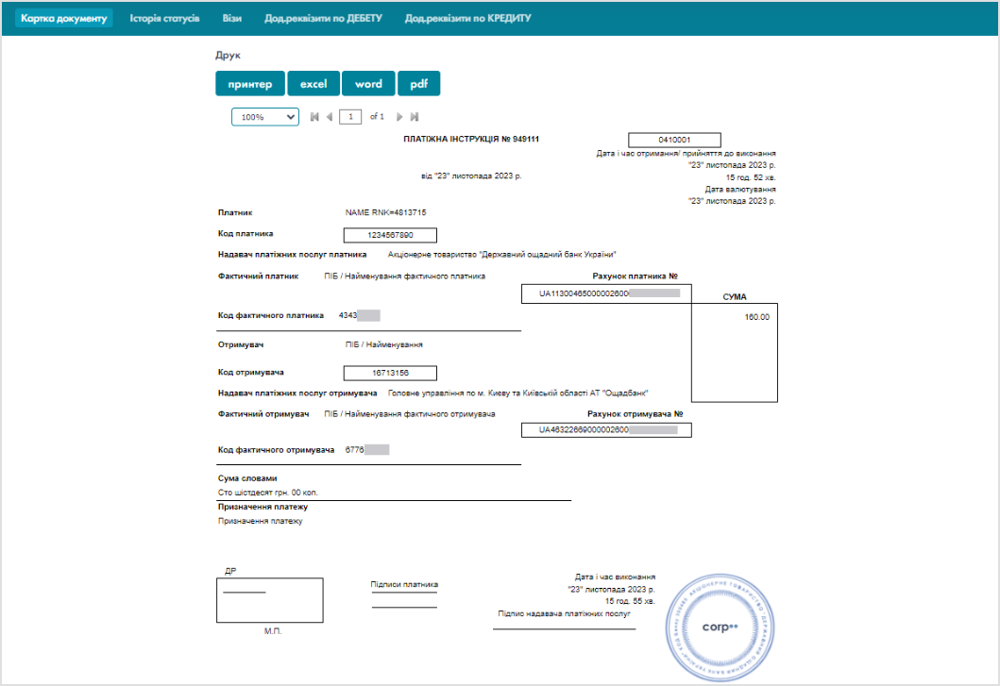 Картка документу Історія статусів Візи Дод.реквізити по ДЕБЕТУ Дод.реквізити по КРЕДИТУ
Друк
принтер excel word pdf
100% 1 of 1
ПЛАТІЖНА ІНСТРУКЦІЯ № 949111 0410001
Дата і час отримання/ прийняття до виконання
"23" листопада 2023 р.
від "23" листопада 2023 р. 15 год. 52 хв.
Дата валютування
"23" листопада 2023 р.
Платник NAME RNK=4813715
Код платника 1234567890
Надавач платіжних послуг платника Акціонерне товариство "Державний ощадний банк України"
Фактичний платник ПІБ / Найменування фактичного платника Рахунок платника №
UA11300465000002600 СУМА
Код фактичного платника 4343 160.00
Отримувач ПІБ / Найменування
Код отримувача 16713156
Надавач платіжних послуг отримувача Головне управління по м. Києву та Київській області АТ "Ощадбанк"
Фактичний отримувач ПІБ / Найменування фактичного отримувача Рахунок отримувача №
UA46322669000002600
Код фактичного отримувача 6776
Сума словами
Сто шістдесят грн. 00 коп.
Призначення платежу
Призначення платежу
ДР
Підписи платника
Дата і час виконання
"23" листопада 2023 р.
15 год. 55 хв.
Підпис надавача платіжних послуг
М.П.
АКЦІОНЕРНЕ ТОВАРИСТВО "ДЕРЖАВНИЙ ОЩАДНИЙ БАНК УКРАЇНИ"
corp